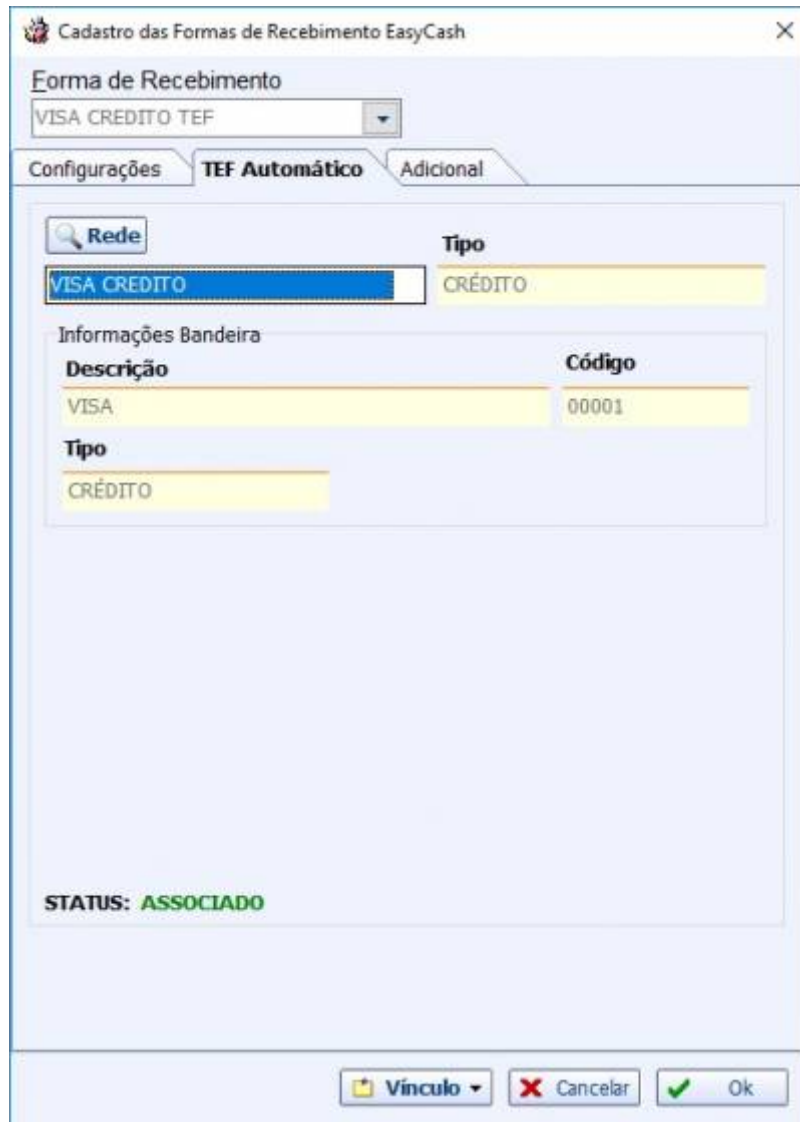 Cadastro das Formas de Recebimento EasyCash
Forma de Recebimento
VISA CREDITO TEF
Configurações TEF Automático Adicional
Rede Tipo
VISA CREDITO CRÉDITO
Informações Bandeira
Descrição Código
VISA 00001
Tipo
CRÉDITO
STATUS: ASSOCIADO
Vínculo Cancelar Ok